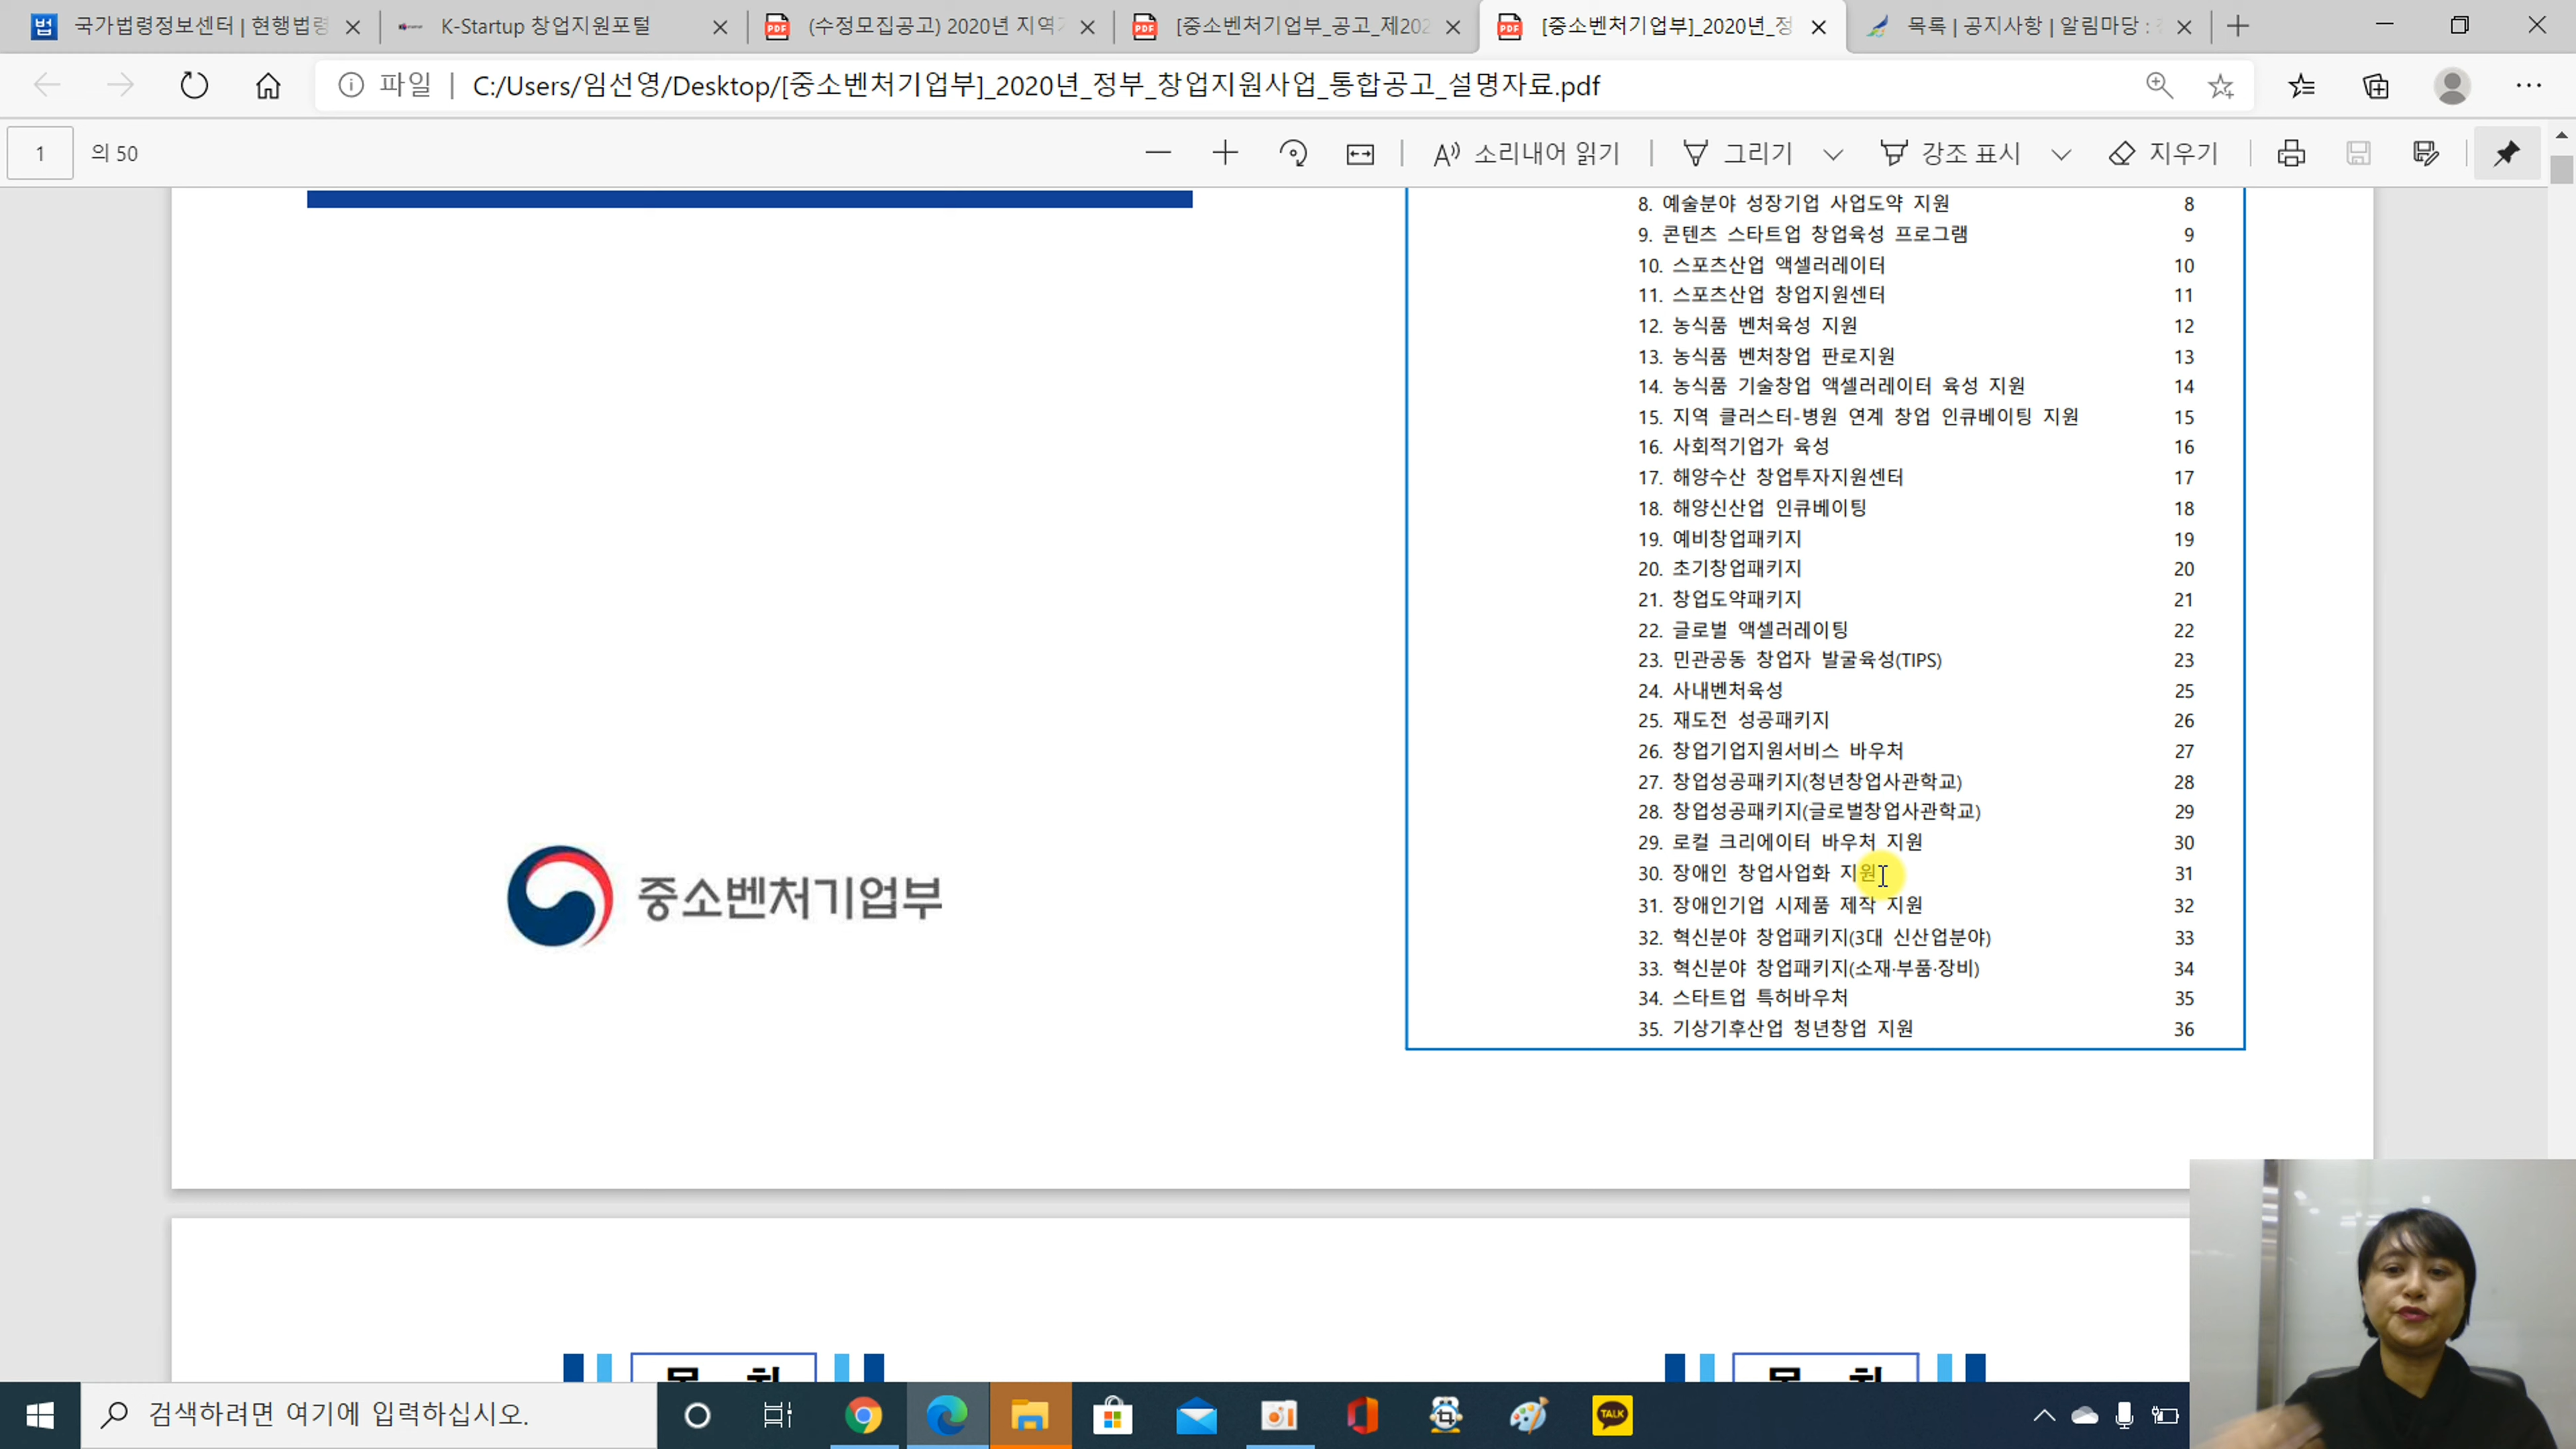 국가법령정보센터 | 현행법령
K-Startup 창업지원포털
(수정모집공고) 2020년 지역
[중소벤처기업부_공고_제202
[중소벤처기업부]_2020년_정
목록 | 공지사항 | 알림마당 :
파일 | C:/Users/임선영/Desktop/[중소벤처기업부]_2020년_정부_창업지원사업_통합공고_설명자료.pdf
1 의 50
소리내어 읽기
그리기
강조 표시
지우기
8. 예술분야 성장기업 사업도약 지원 8
9. 콘텐츠 스타트업 창업육성 프로그램 9
10. 스포츠산업 액셀러레이터 10
11. 스포츠산업 창업지원센터 11
12. 농식품 벤처육성 지원 12
13. 농식품 벤처창업 판로지원 13
14. 농식품 기술창업 액셀러레이터 육성 지원 14
15. 지역 클러스터-병원 연계 창업 인큐베이팅 지원 15
16. 사회적기업가 육성 16
17. 해양수산 창업투자지원센터 17
18. 해양신산업 인큐베이팅 18
19. 예비창업패키지 19
20. 초기창업패키지 20
21. 창업도약패키지 21
22. 글로벌 액셀러레이팅 22
23. 민관공동 창업자 발굴육성(TIPS) 23
24. 사내벤처육성 25
25. 재도전 성공패키지 26
26. 창업기업지원서비스 바우처 27
27. 창업성공패키지(청년창업사관학교) 28
28. 창업성공패키지(글로벌창업사관학교) 29
29. 로컬 크리에이터 바우처 지원 30
30. 장애인 창업사업화 지원 31
31. 장애인기업 시제품 제작 지원 32
32. 혁신분야 창업패키지(3대 신산업분야) 33
33. 혁신분야 창업패키지(소재·부품·장비) 34
34. 스타트업 특허바우처 35
35. 기상기후산업 청년창업 지원 36
중소벤처기업부
검색하려면 여기에 입력하십시오.
TALK